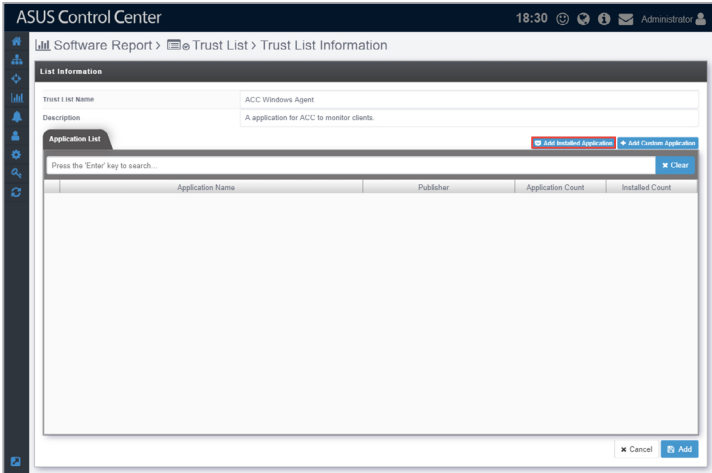 ASUS Control Center
18:30
Administrator
Software Report > Trust List > Trust List Information
List Information
Trust List Name
ACC Windows Agent
Description
A application for ACC to monitor clients.
Application List
Add Installed Application
Add Custom Application
Press the 'Enter' key to search...
Clear
Application Name
Publisher
Application Count
Installed Count
Cancel
Add